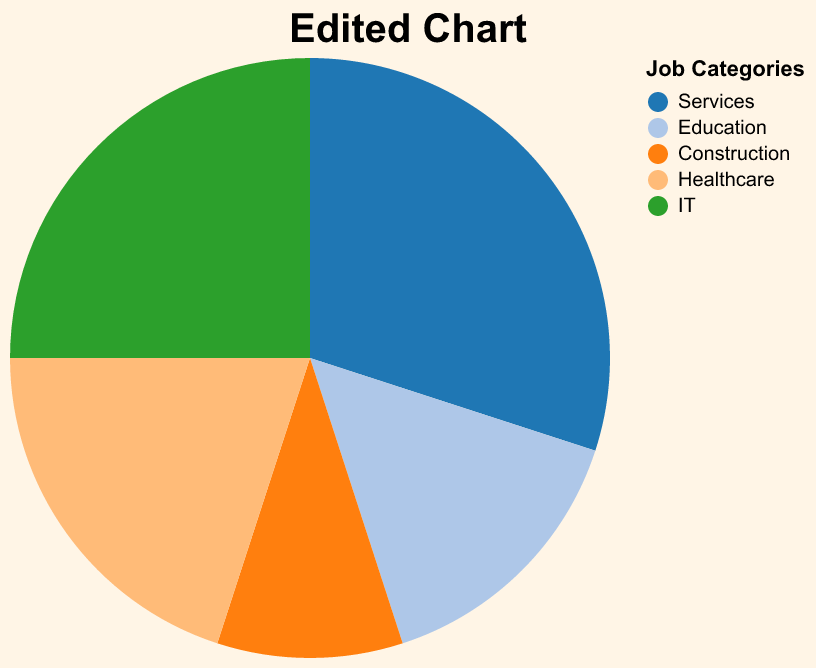 Edited Chart
Job Categories
Services
Education
Construction
Healthcare
IT